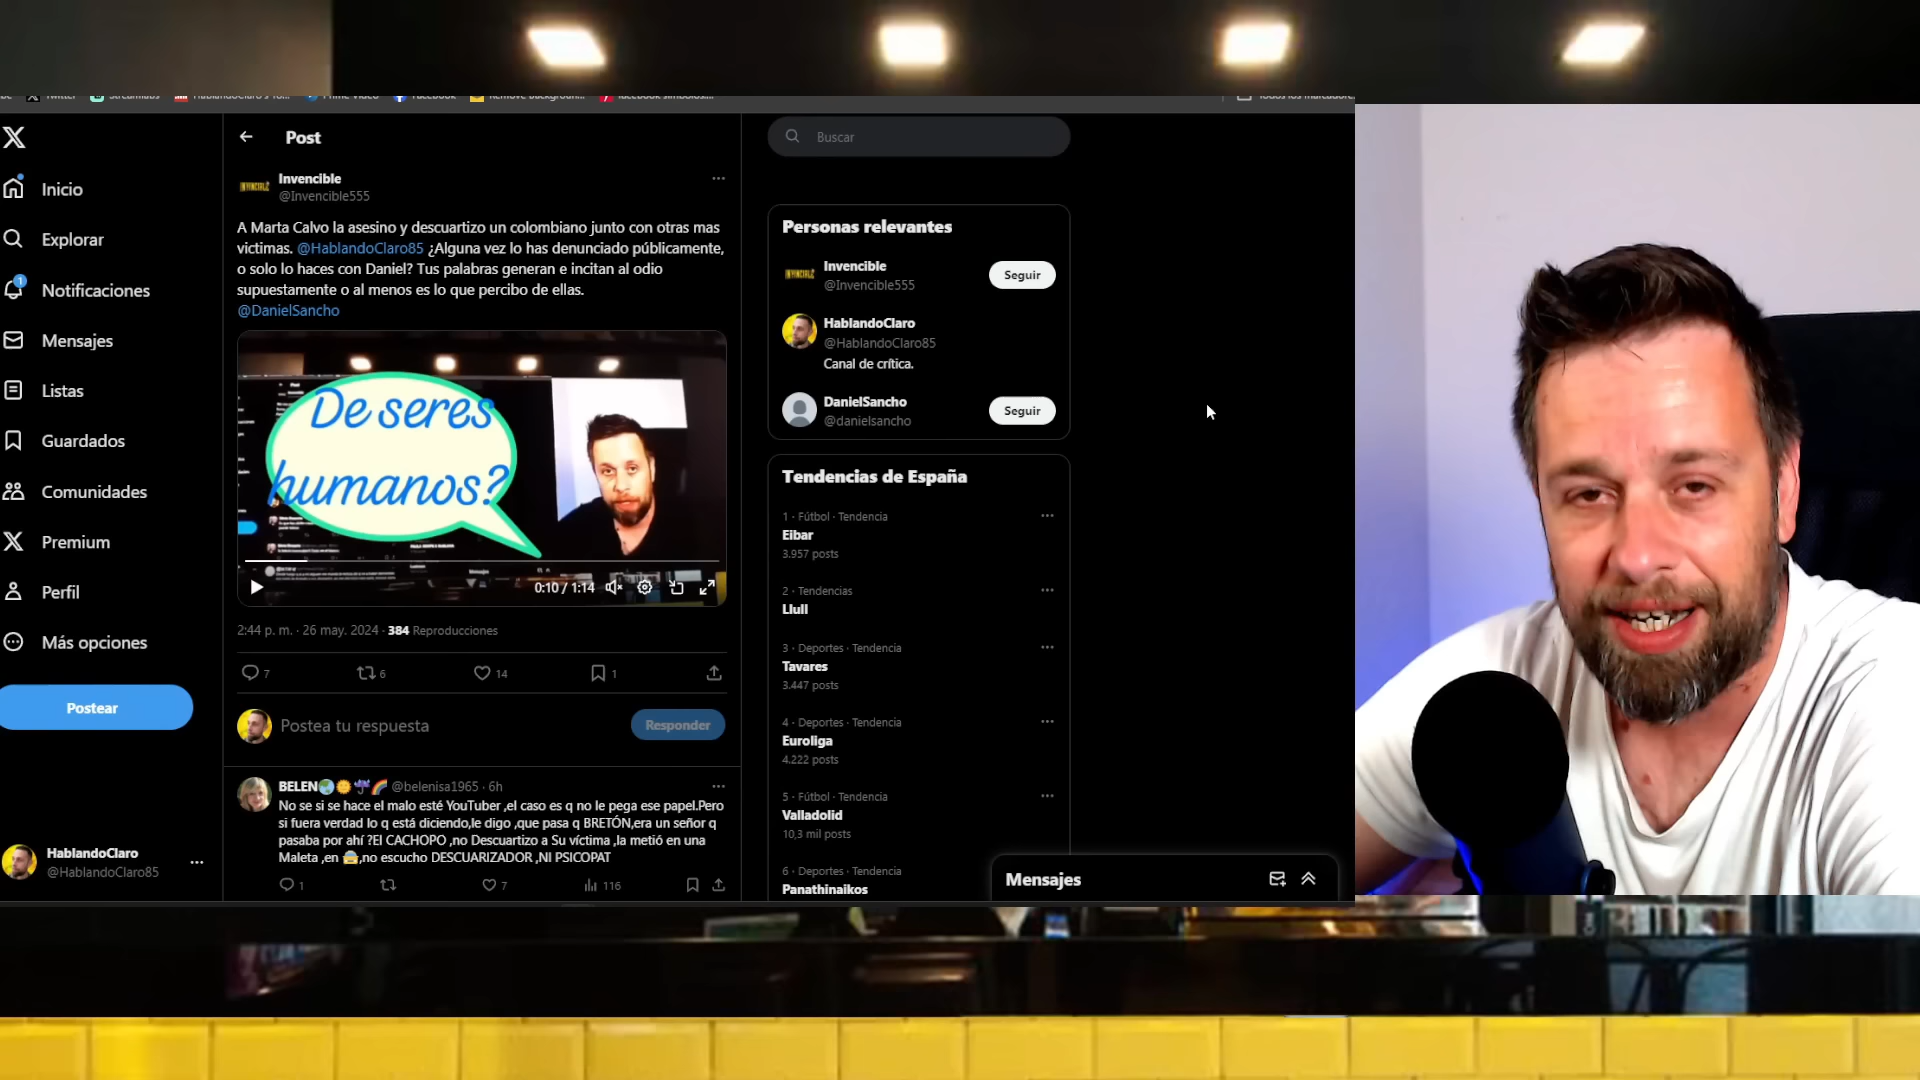 Todos los marcadores
X
Inicio
Explorar
1
Notificaciones
Mensajes
Listas
Guardados
Comunidades
Premium
Perfil
Más opciones
Postear
HablandoClaro
@HablandoClaro85
Post
Invencible
@Invencible555
A Marta Calvo la asesino y descuartizo un colombiano junto con otras mas
victimas. @HablandoClaro85 ¿Alguna vez lo has denunciado públicamente,
o solo lo haces con Daniel? Tus palabras generan e incitan al odio
supuestamente o al menos es lo que percibo de ellas.
@DanielSancho
De seres
humanos?
0:10 / 1:14
2:44 p. m. · 26 may. 2024 · 384 Reproducciones
7 6 14 1
Postea tu respuesta
Responder
BELEN @belenisa1965 · 6h
No se si se hace el malo esté YouTuber ,el caso es q no le pega ese papel.Pero
si fuera verdad lo q está diciendo,le digo ,que pasa q BRETÓN,era un señor q
pasaba por ahí ?El CACHOPO ,no Descuartizo a Su víctima ,la metió en una
Maleta ,en ,no escucho DESCUARIZADOR ,NI PSICOPAT
1 7 116
Buscar
Personas relevantes
Invencible
@Invencible555
Seguir
HablandoClaro
@HablandoClaro85
Canal de crítica.
DanielSancho
@danielsancho
Seguir
Tendencias de España
1 · Fútbol · Tendencia
Eibar
3.957 posts
2 · Tendencias
Llull
3 · Deportes · Tendencia
Tavares
3.447 posts
4 · Deportes · Tendencia
Euroliga
4.222 posts
5 · Fútbol · Tendencia
Valladolid
10,3 mil posts
6 · Deportes · Tendencia
Panathinaikos
Mensajes